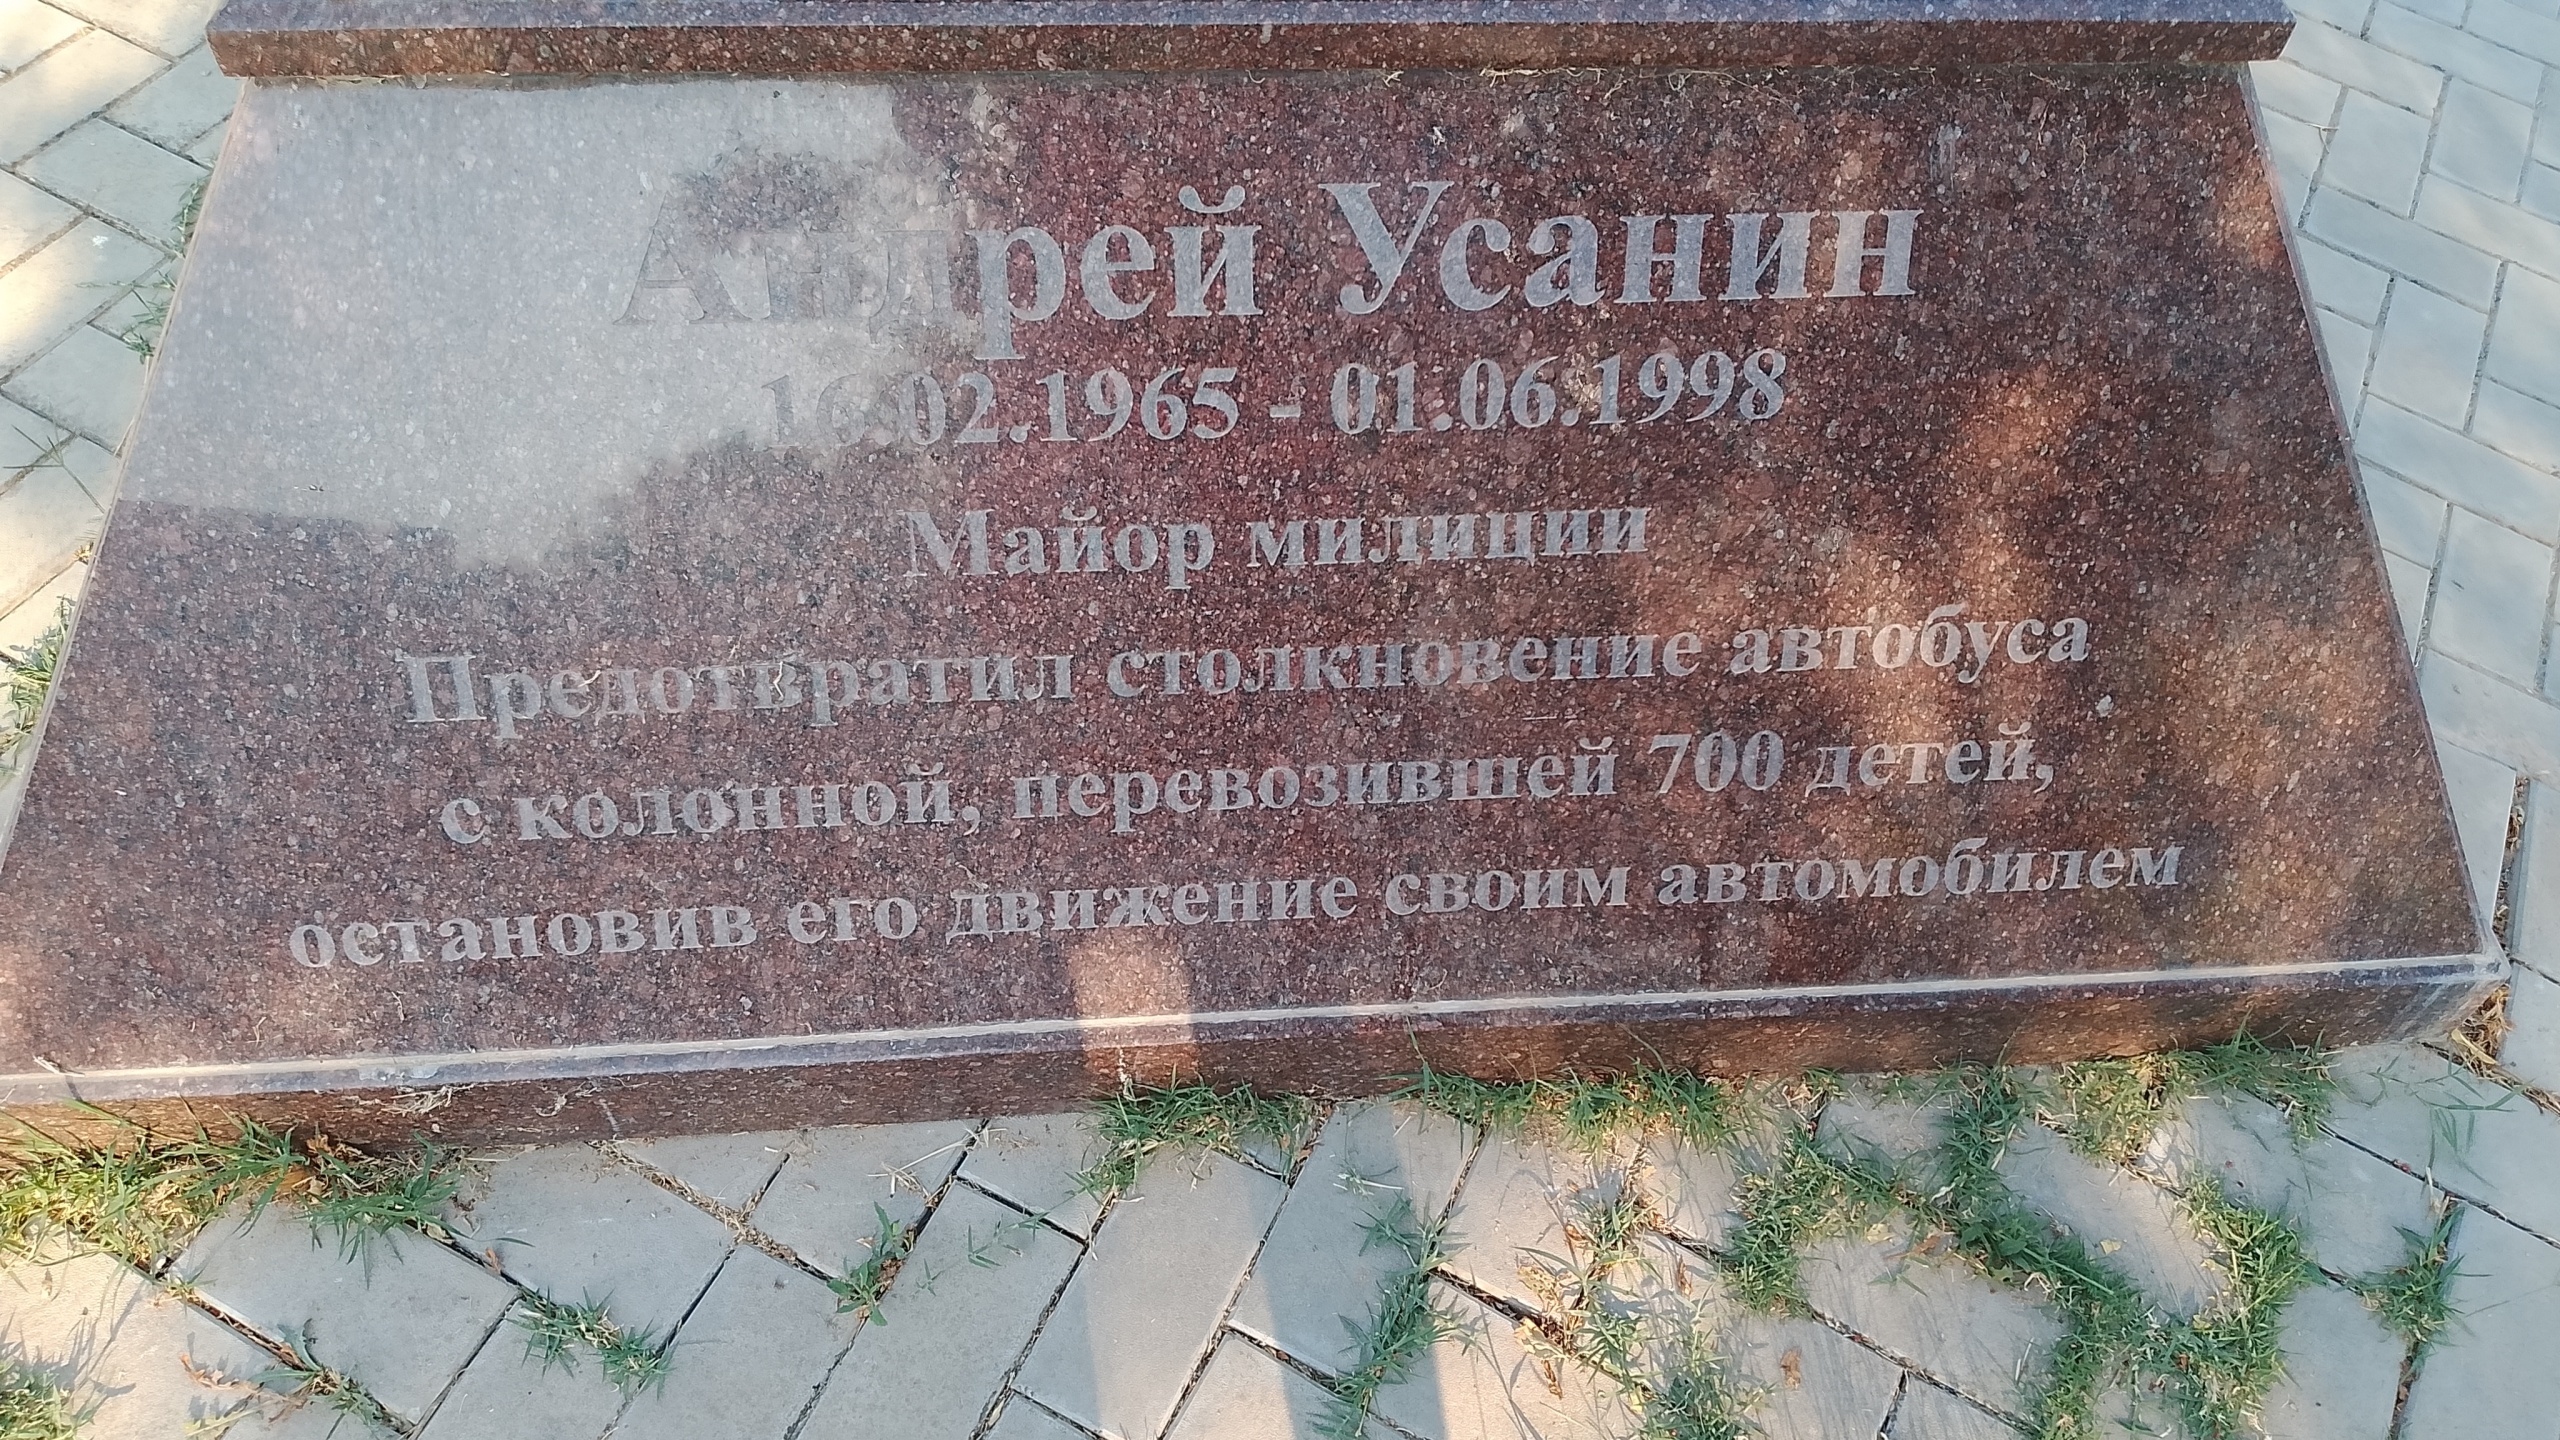 Андрей Усанин
16.02.1965 - 01.06.1998
Майор милиции
Предотвратил столкновение автобуса
с колонной, перевозившей 700 детей,
остановив его движение своим автомобилем